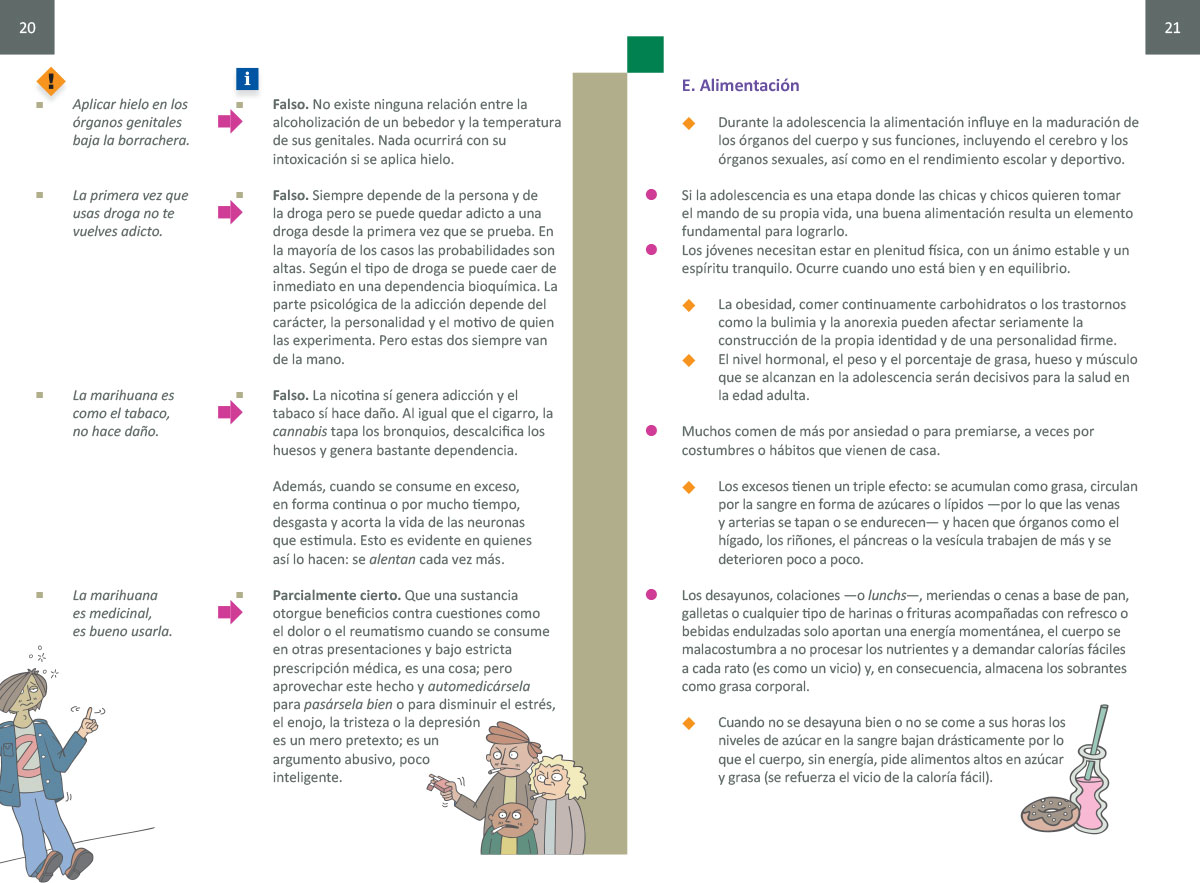 20
Aplicar hielo en los
órganos genitales
baja la borrachera.
Falso. No existe ninguna relación entre la
alcoholización de un bebedor y la temperatura
de sus genitales. Nada ocurrirá con su
intoxicación si se aplica hielo.
La primera vez que
usas droga no te
vuelves adicto.
Falso. Siempre depende de la persona y de
la droga pero se puede quedar adicto a una
droga desde la primera vez que se prueba. En
la mayoría de los casos las probabilidades son
altas. Según el tipo de droga se puede caer de
inmediato en una dependencia bioquímica. La
parte psicológica de la adicción depende del
carácter, la personalidad y el motivo de quien
las experimenta. Pero estas dos siempre van
de la mano.
La marihuana es
como el tabaco,
no hace daño.
Falso. La nicotina sí genera adicción y el
tabaco sí hace daño. Al igual que el cigarro, la
cannabis tapa los bronquios, descalcifica los
huesos y genera bastante dependencia.
Además, cuando se consume en exceso,
en forma continua o por mucho tiempo,
desgasta y acorta la vida de las neuronas
que estimula. Esto es evidente en quienes
así lo hacen: se alentan cada vez más.
La marihuana
es medicinal,
es bueno usarla.
Parcialmente cierto. Que una sustancia
otorgue beneficios contra cuestiones como
el dolor o el reumatismo cuando se consume
en otras presentaciones y bajo estricta
prescripción médica, es una cosa; pero
aprovechar este hecho y automedicársela
para pasársela bien o para disminuir el estrés,
el enojo, la tristeza o la depresión
es un mero pretexto; es un
argumento abusivo, poco
inteligente.
21
E. Alimentación
Durante la adolescencia la alimentación influye en la maduración de
los órganos del cuerpo y sus funciones, incluyendo el cerebro y los
órganos sexuales, así como en el rendimiento escolar y deportivo.
Si la adolescencia es una etapa donde las chicas y chicos quieren tomar
el mando de su propia vida, una buena alimentación resulta un elemento
fundamental para lograrlo.
Los jóvenes necesitan estar en plenitud física, con un ánimo estable y un
espíritu tranquilo. Ocurre cuando uno está bien y en equilibrio.
La obesidad, comer continuamente carbohidratos o los trastornos
como la bulimia y la anorexia pueden afectar seriamente la
construcción de la propia identidad y de una personalidad firme.
El nivel hormonal, el peso y el porcentaje de grasa, hueso y músculo
que se alcanzan en la adolescencia serán decisivos para la salud en
la edad adulta.
Muchos comen de más por ansiedad o para premiarse, a veces por
costumbres o hábitos que vienen de casa.
Los excesos tienen un triple efecto: se acumulan como grasa, circulan
por la sangre en forma de azúcares o lípidos —por lo que las venas
y arterias se tapan o se endurecen— y hacen que órganos como el
hígado, los riñones, el páncreas o la vesícula trabajen de más y se
deterioren poco a poco.
Los desayunos, colaciones —o lunchs—, meriendas o cenas a base de pan,
galletas o cualquier tipo de harinas o frituras acompañadas con refresco o
bebidas endulzadas solo aportan una energía momentánea, el cuerpo se
malacostumbra a no procesar los nutrientes y a demandar calorías fáciles
a cada rato (es como un vicio) y, en consecuencia, almacena los sobrantes
como grasa corporal.
Cuando no se desayuna bien o no se come a sus horas los
niveles de azúcar en la sangre bajan drásticamente por lo
que el cuerpo, sin energía, pide alimentos altos en azúcar
y grasa (se refuerza el vicio de la caloría fácil).